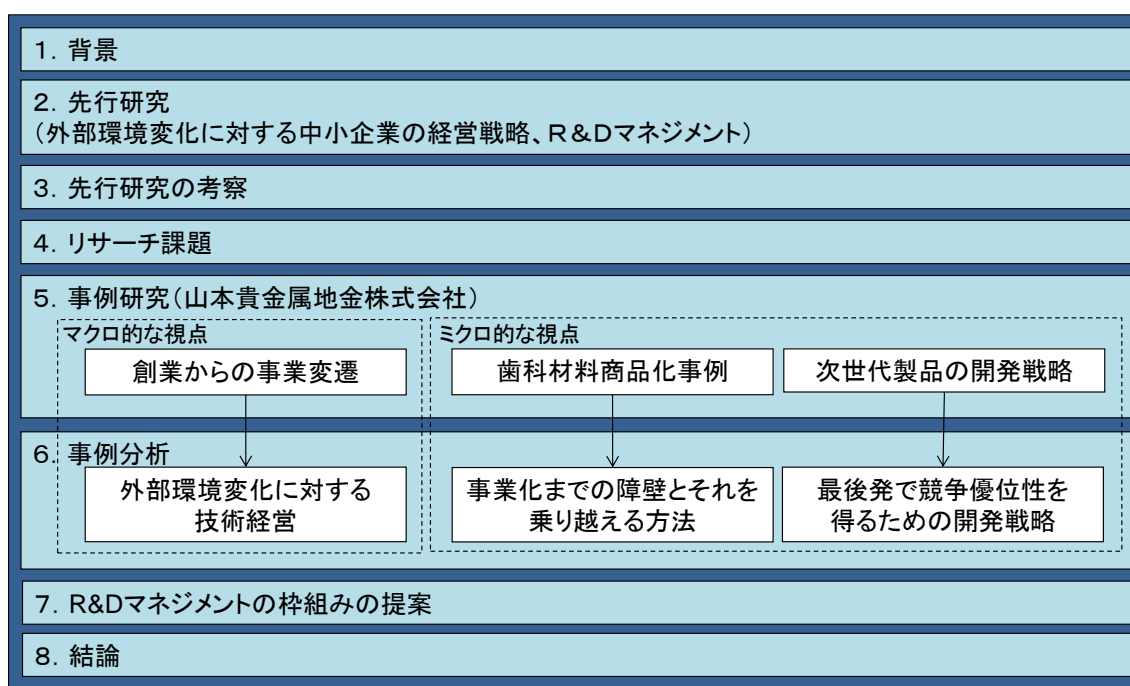 1．背景
２．先行研究
（外部環境変化に対する中小企業の経営戦略、Ｒ＆Ｄマネジメント）
３．先行研究の考察
４．リサーチ課題
５．事例研究（山本貴金属地金株式会社）
マクロ的な視点
ミクロ的な視点
創業からの事業変遷
歯科材料商品化事例
次世代製品の開発戦略
６．事例分析
外部環境変化に対する
技術経営
事業化までの障壁とそれを
乗り越える方法
最後発で競争優位性を
得るための開発戦略
７．R&Dマネジメントの枠組みの提案
８．結論